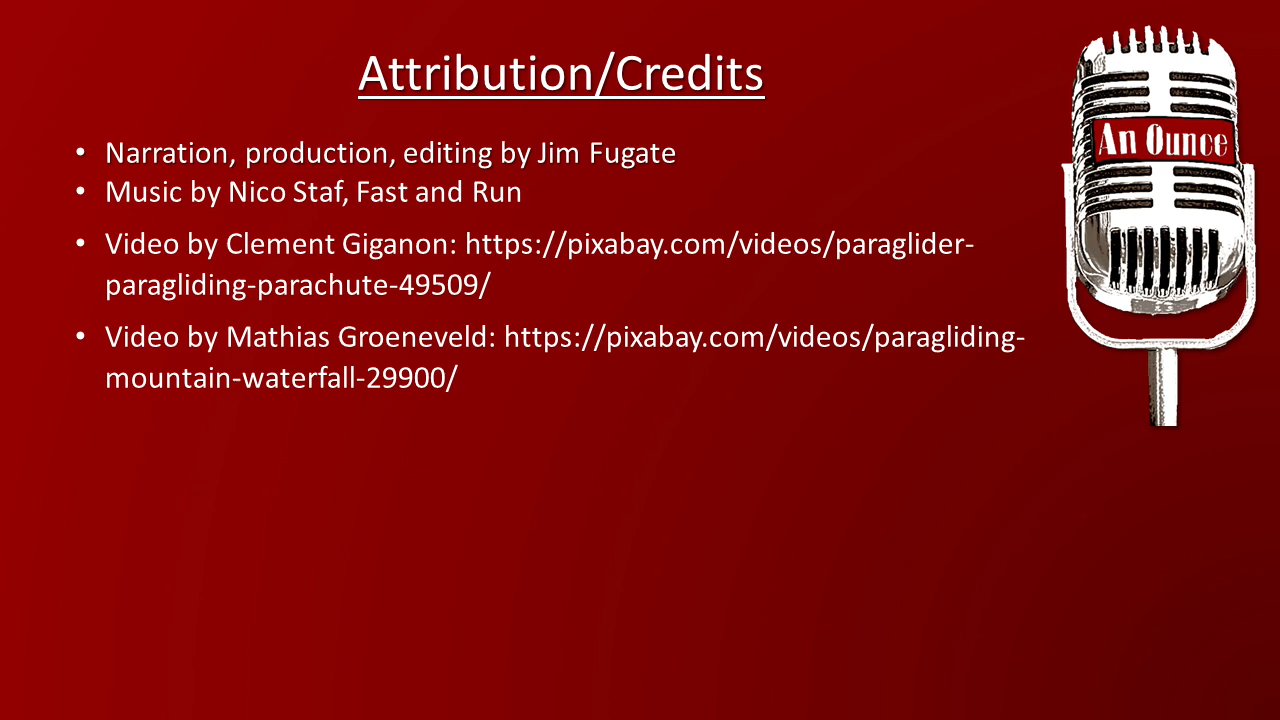 Attribution/Credits
• Narration, production, editing by Jim Fugate
• Music by Nico Staf, Fast and Run
• Video by Clement Giganon: https://pixabay.com/videos/paraglider-
paragliding-parachute-49509/
• Video by Mathias Groeneveld: https://pixabay.com/videos/paragliding-
mountain-waterfall-29900/
An Ounce